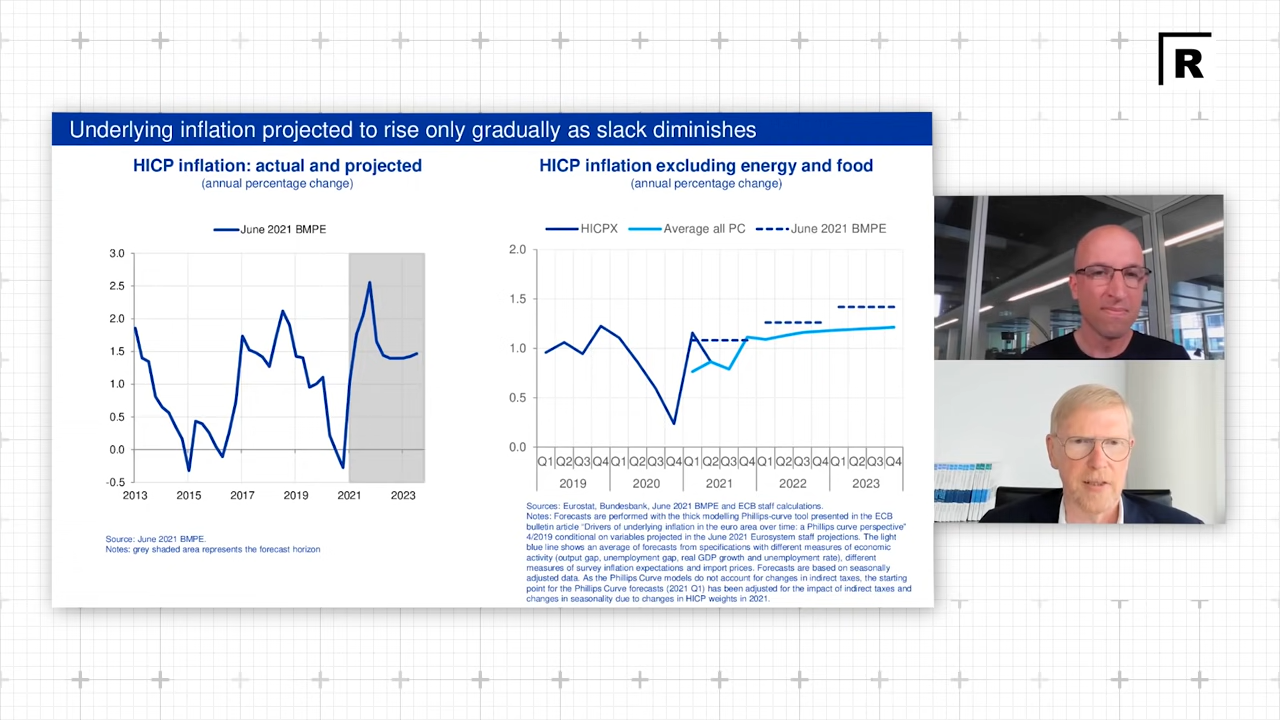 R
Underlying inflation projected to rise only gradually as slack diminishes
HICP inflation: actual and projected
(annual percentage change)
June 2021 BMPE
3.0
2.5
2.0
1.5
1.0
0.5
0.0
-0.5
2013 2015 2017 2019 2021 2023
Source: June 2021 BMPE.
Notes: grey shaded area represents the forecast horizon
HICP inflation excluding energy and food
(annual percentage change)
HICPX Average all PC June 2021 BMPE
2.0
1.5
1.0
0.5
0.0
Q1 Q2 Q3 Q4 Q1 Q2 Q3 Q4 Q1 Q2 Q3 Q4 Q1 Q2 Q3 Q4 Q1 Q2 Q3 Q4
2019 2020 2021 2022 2023
Sources: Eurostat, Bundesbank, June 2021 BMPE and ECB staff calculations.
Notes: Forecasts are performed with the thick modelling Phillips-curve tool presented in the ECB
bulletin article “Drivers of underlying inflation in the euro area over time: a Phillips curve perspective”
4/2019 conditional on variables projected in the June 2021 Eurosystem staff projections. The light
blue line shows an average of forecasts from specifications with different measures of economic
activity (output gap, unemployment gap, real GDP growth and unemployment rate), different
measures of survey inflation expectations and import prices. Forecasts are based on seasonally
adjusted data. As the Phillips Curve models do not account for changes in indirect taxes, the starting
point for the Phillips Curve forecasts (2021 Q1) has been adjusted for the impact of indirect taxes and
changes in seasonality due to changes in HICP weights in 2021.